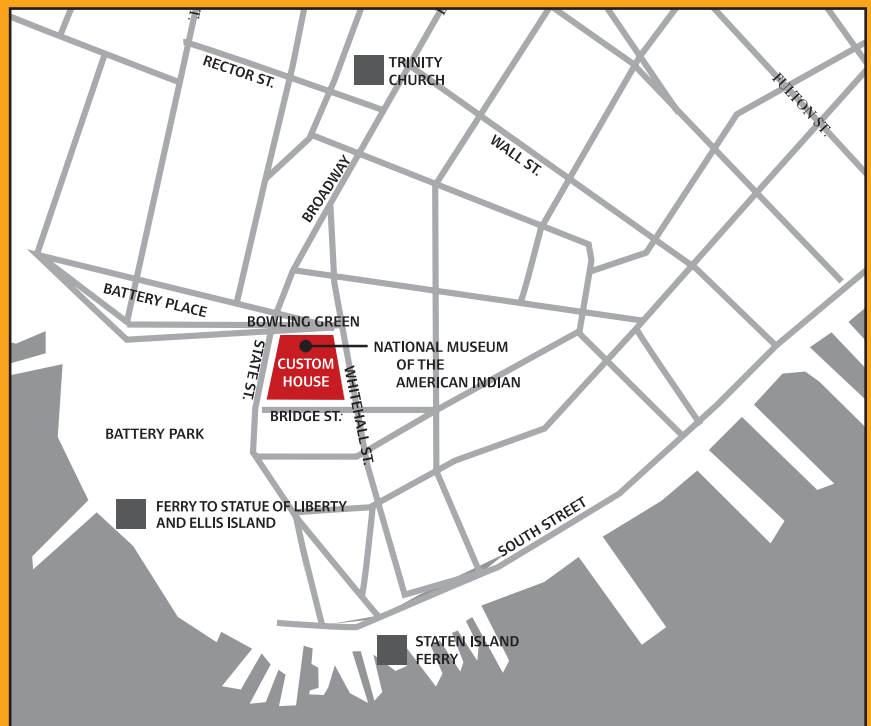 TRINITY
CHURCH
RECTOR ST.
FULTON ST.
WALL ST.
BROADWAY
BATTERY PLACE
BOWLING GREEN
STATE ST.
CUSTOM
HOUSE
NATIONAL MUSEUM
OF THE
AMERICAN INDIAN
WHITEHALL ST.
BRIDGE ST.
BATTERY PARK
FERRY TO STATUE OF LIBERTY
AND ELLIS ISLAND
SOUTH STREET
STATEN ISLAND
FERRY